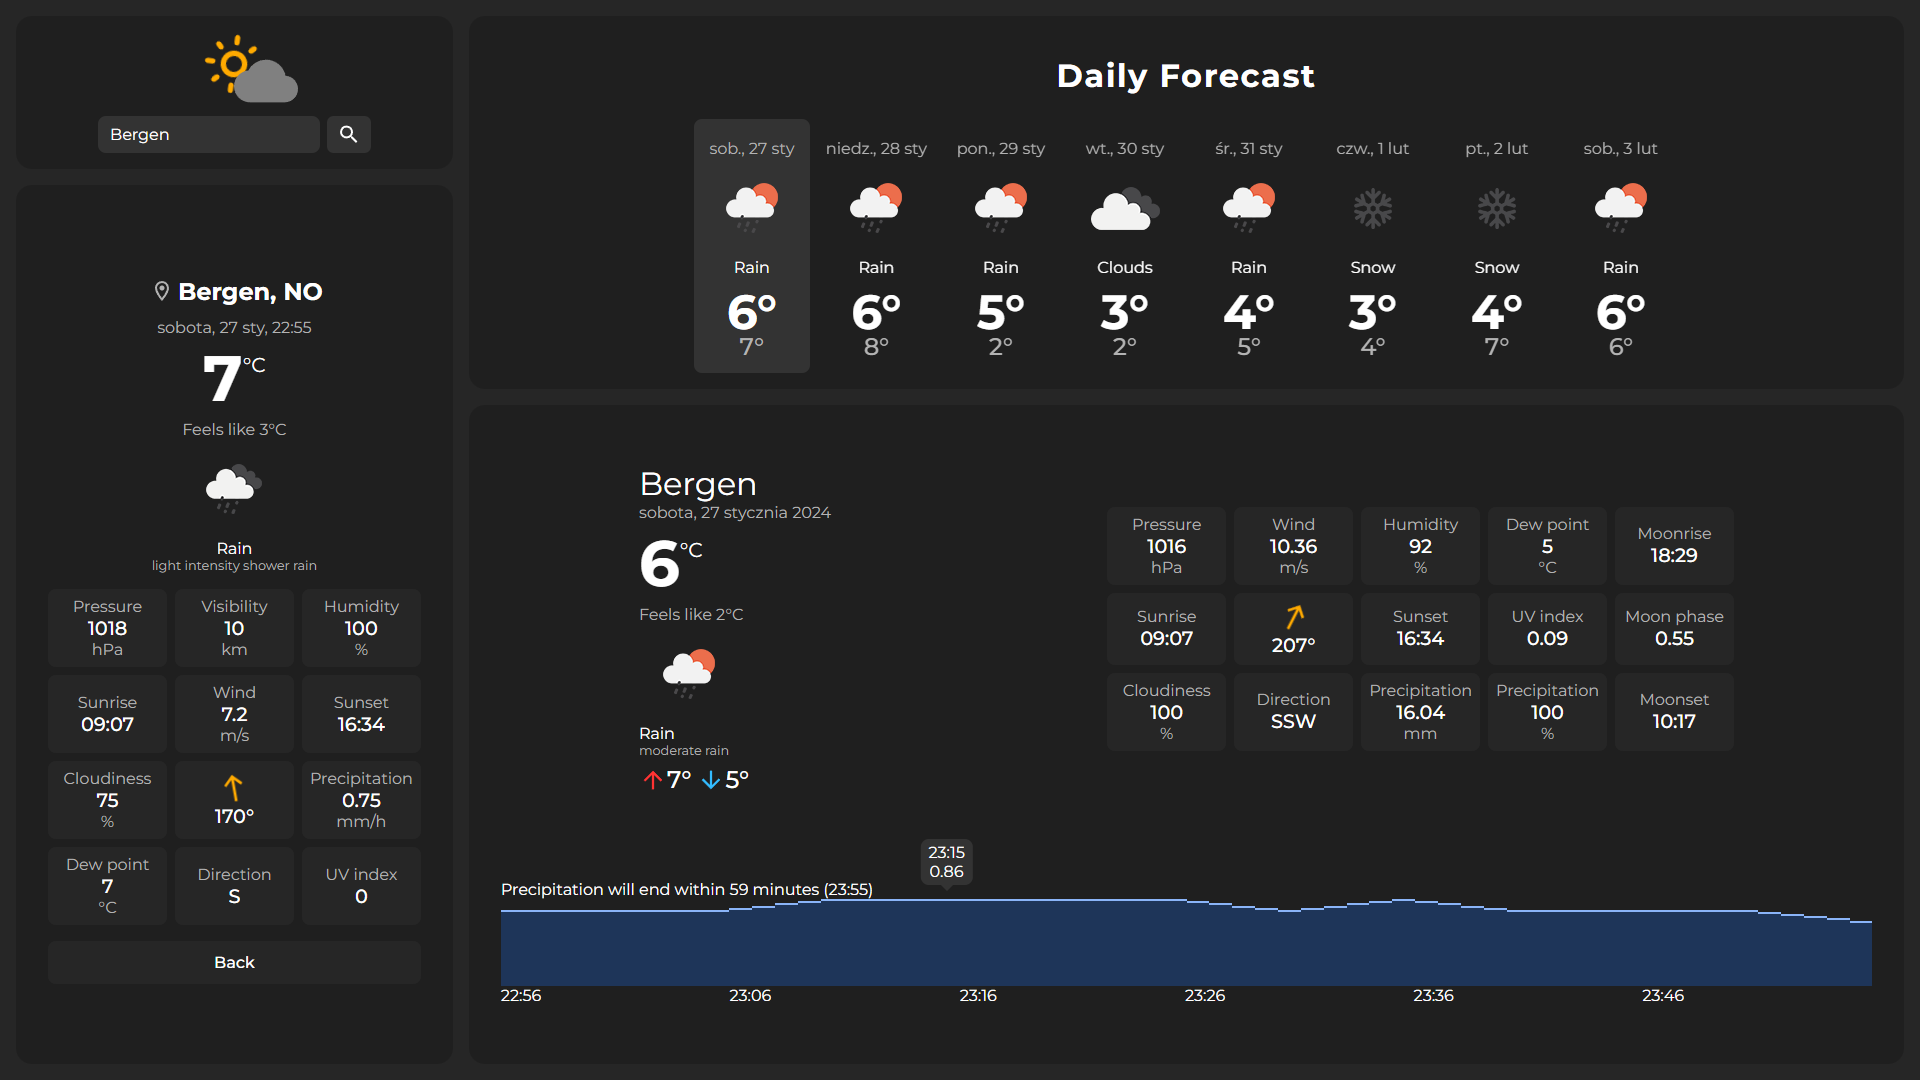 Bergen
Bergen, NO
sobota, 27 sty, 22:55
7°C
Feels like 3°C
Rain
light intensity shower rain
Pressure
1018
hPa
Visibility
10
km
Humidity
100
%
Sunrise
09:07
Wind
7.2
m/s
Sunset
16:34
Cloudiness
75
%
170°
Precipitation
0.75
mm/h
Dew point
7
°C
Direction
S
UV index
0
Back
Daily Forecast
sob., 27 sty
Rain
6°
7°
niedz., 28 sty
Rain
6°
8°
pon., 29 sty
Rain
5°
2°
wt., 30 sty
Clouds
3°
2°
śr., 31 sty
Rain
4°
5°
czw., 1 lut
Snow
3°
4°
pt., 2 lut
Snow
4°
7°
sob., 3 lut
Rain
6°
6°
Bergen
sobota, 27 stycznia 2024
6°C
Feels like 2°C
Rain
moderate rain
7° 5°
Pressure
1016
hPa
Wind
10.36
m/s
Humidity
92
%
Dew point
5
°C
Moonrise
18:29
Sunrise
09:07
207°
Sunset
16:34
UV index
0.09
Moon phase
0.55
Cloudiness
100
%
Direction
SSW
Precipitation
16.04
mm
Precipitation
100
%
Moonset
10:17
23:15
0.86
Precipitation will end within 59 minutes (23:55)
22:56 23:06 23:16 23:26 23:36 23:46